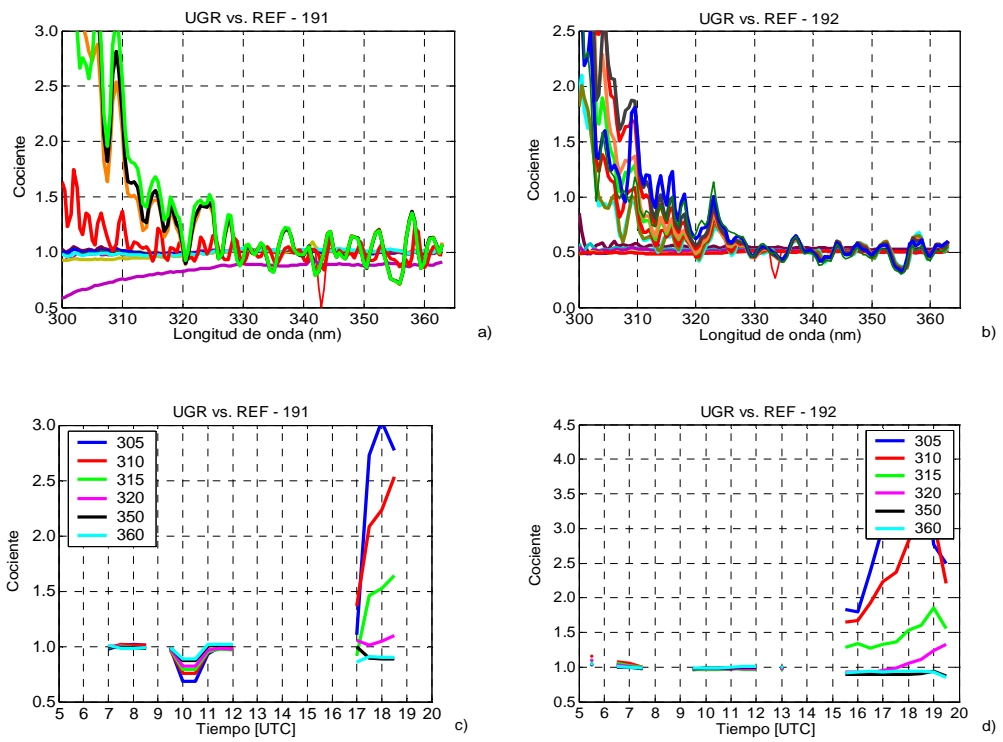 UGR vs. REF - 191
3.0
2.5
2.0
1.5
1.0
0.5
Cociente
300 310 320 330 340 350 360
Longitud de onda (nm)
a)
UGR vs. REF - 192
2.5
2.0
1.5
1.0
0.5
0.0
Cociente
300 310 320 330 340 350 360
Longitud de onda (nm)
b)
UGR vs. REF - 191
3.0
2.5
2.0
1.5
1.0
0.5
Cociente
305
310
315
320
350
360
5 6 7 8 9 10 11 12 13 14 15 16 17 18 19 20
Tiempo [UTC]
c)
UGR vs. REF - 192
4.5
4.0
3.5
3.0
2.5
2.0
1.5
1.0
0.5
Cociente
305
310
315
320
350
360
5 6 7 8 9 10 11 12 13 14 15 16 17 18 19 20
Tiempo [UTC]
d)